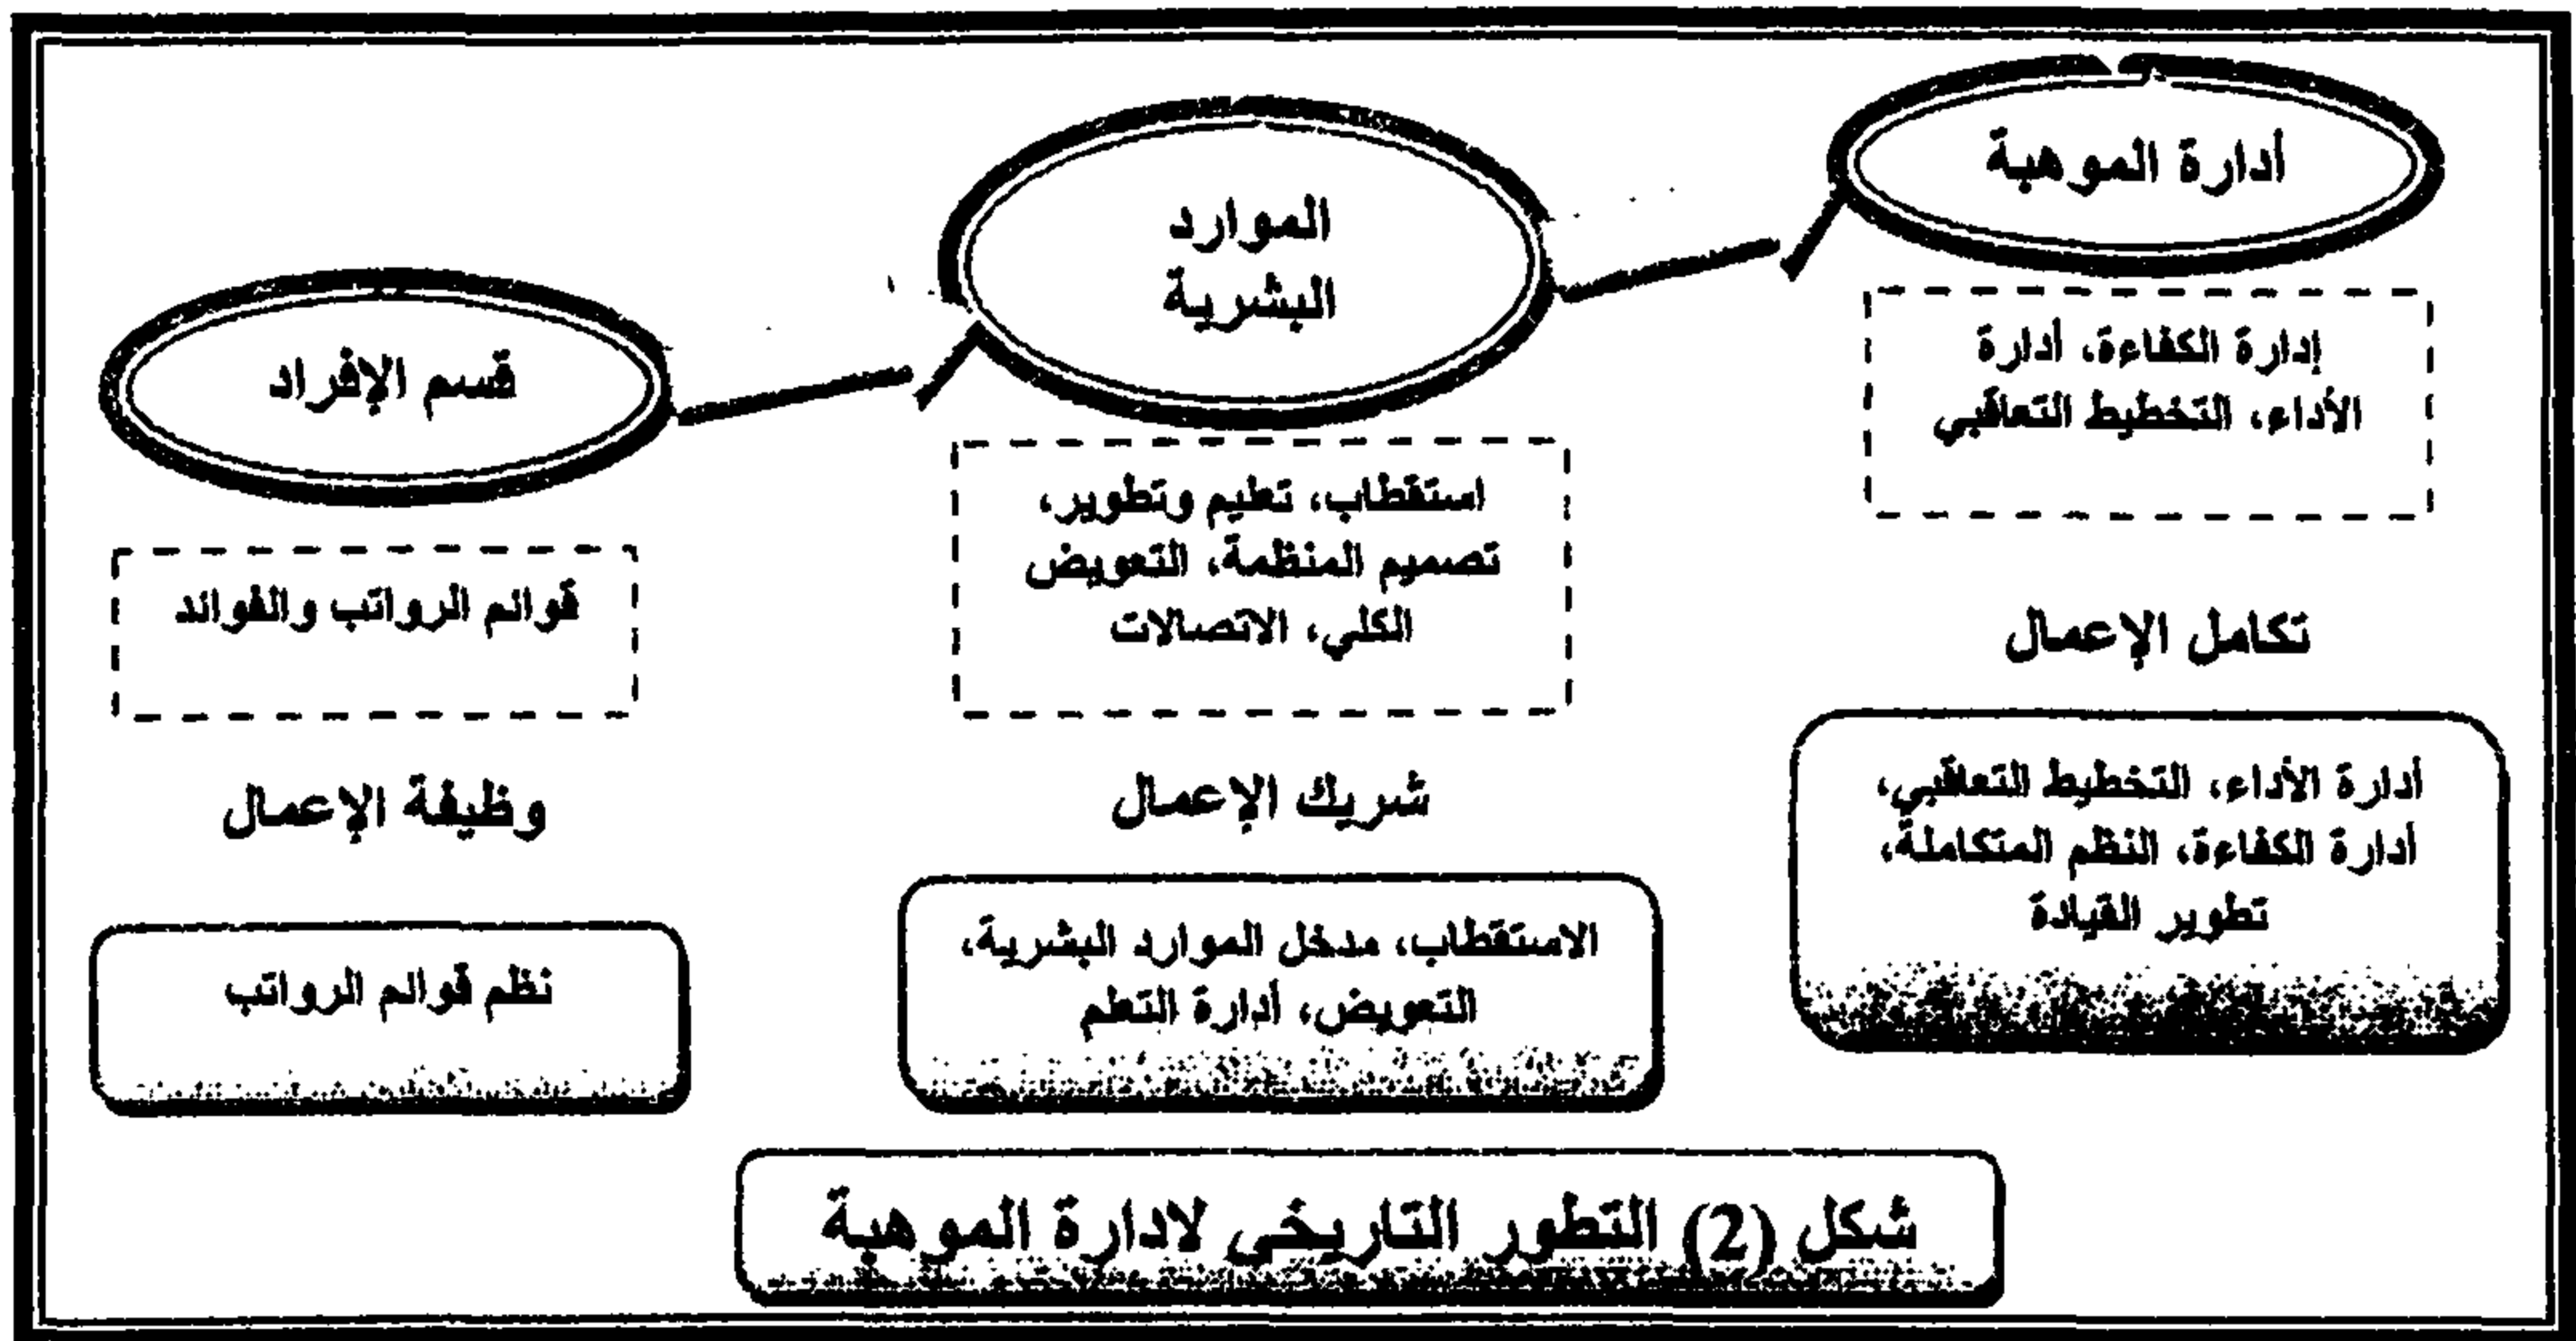 أدارة الموهبة
إدارة الكفاءة، أدارة
الأداء، التخطيط التعاقبي
تكامل الإعمال
أدارة الأداء، التخطيط التعاقبي،
أدارة الكفاءة، النظم المتكاملة،
تطوير القيادة
الموارد
البشرية
استقطاب، تعليم وتطوير،
تصميم المنظمة، التعويض
الكلي، الاتصالات
شريك الإعمال
الاستقطاب، مدخل الموارد البشرية،
التعويض، أدارة التعلم
قسم الإفراد
قوائم الرواتب والفوائد
وظيفة الإعمال
نظم قوائم الرواتب
شكل (2) التطور التاريخي لادارة الموهبة